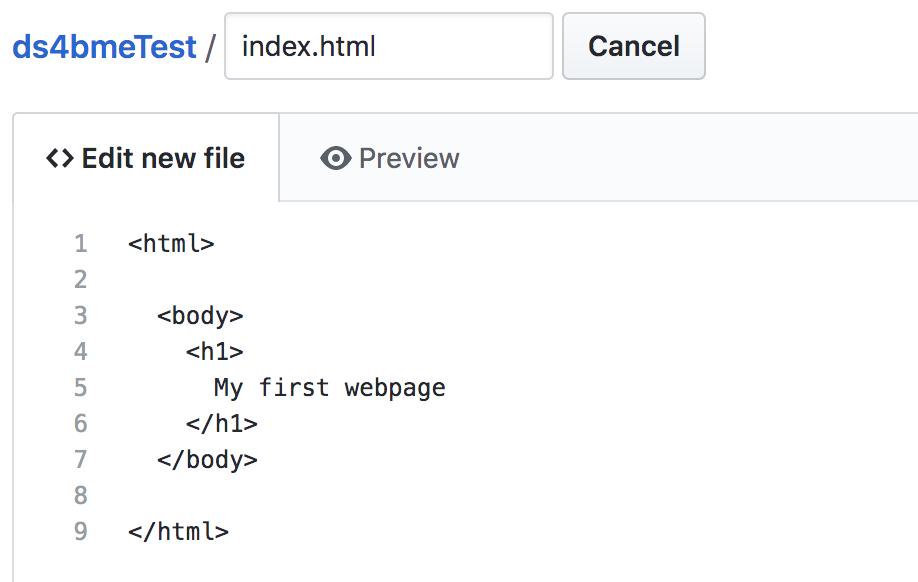 ds4bmeTest / index.html Cancel
<> Edit new file Preview
1 <html>
2
3   <body>
4     <h1>
5       My first webpage
6     </h1>
7   </body>
8
9 </html>